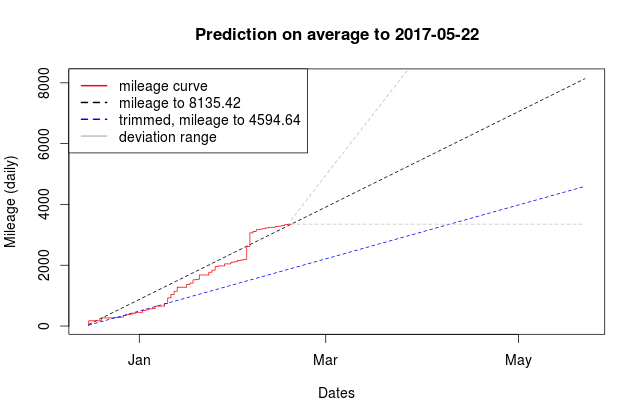 Prediction on average to 2017-05-22
mileage curve
mileage to 8135.42
trimmed, mileage to 4594.64
deviation range
Mileage (daily)
8000
6000
4000
2000
0
Jan
Mar
May
Dates